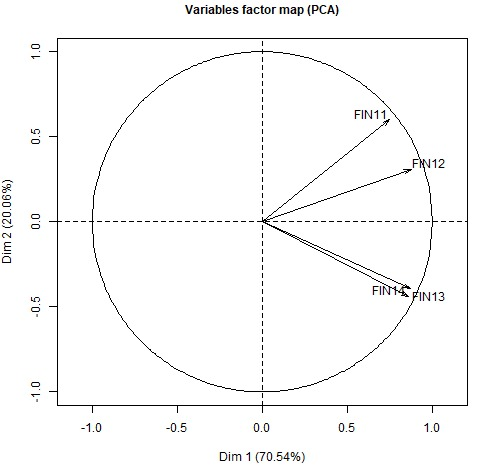 Variables factor map (PCA)
1.0
0.5
0.0
-0.5
-1.0
Dim 2 (20.06%)
FIN11
FIN12
FIN14
FIN13
-1.0 -0.5 0.0 0.5 1.0
Dim 1 (70.54%)